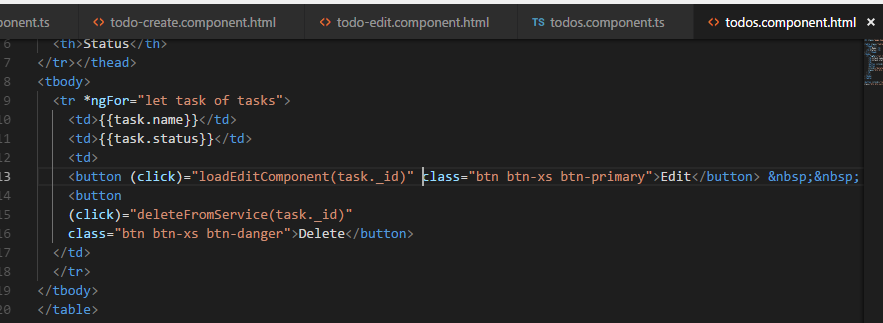 ponent.ts <> todo-create.component.html <> todo-edit.component.html TS todos.component.ts <> todos.component.html ×
6 <th>Status</th>
7 </tr></thead>
8 <tbody>
9 <tr *ngFor="let task of tasks">
10 <td>{{task.name}}</td>
11 <td>{{task.status}}</td>
12 <td>
13 <button (click)="loadEditComponent(task._id)" class="btn btn-xs btn-primary">Edit</button> &nbsp;&nbsp;
14 <button
15 (click)="deleteFromService(task._id)"
16 class="btn btn-xs btn-danger">Delete</button>
17 </td>
18 </tr>
19 </tbody>
20 </table>